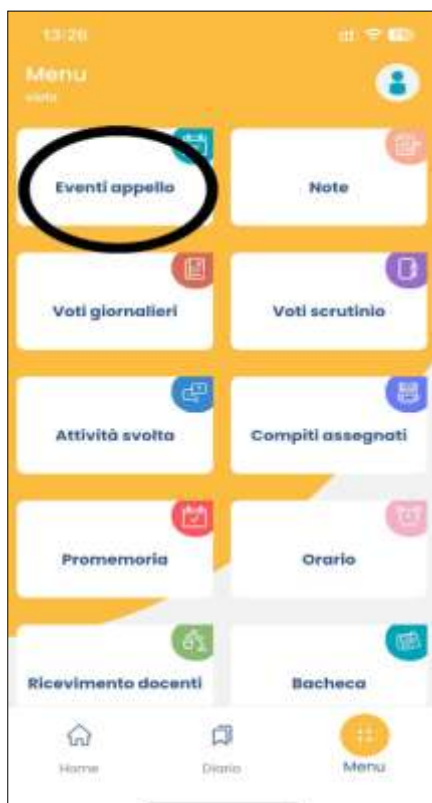 13:26
Menu
Eventi appello
Note
Voti giornalieri
Voti scrutinio
Attività svolta
Compiti assegnati
Promemoria
Orario
Ricevimento docenti
Bacheca
Home
Diario
Menu